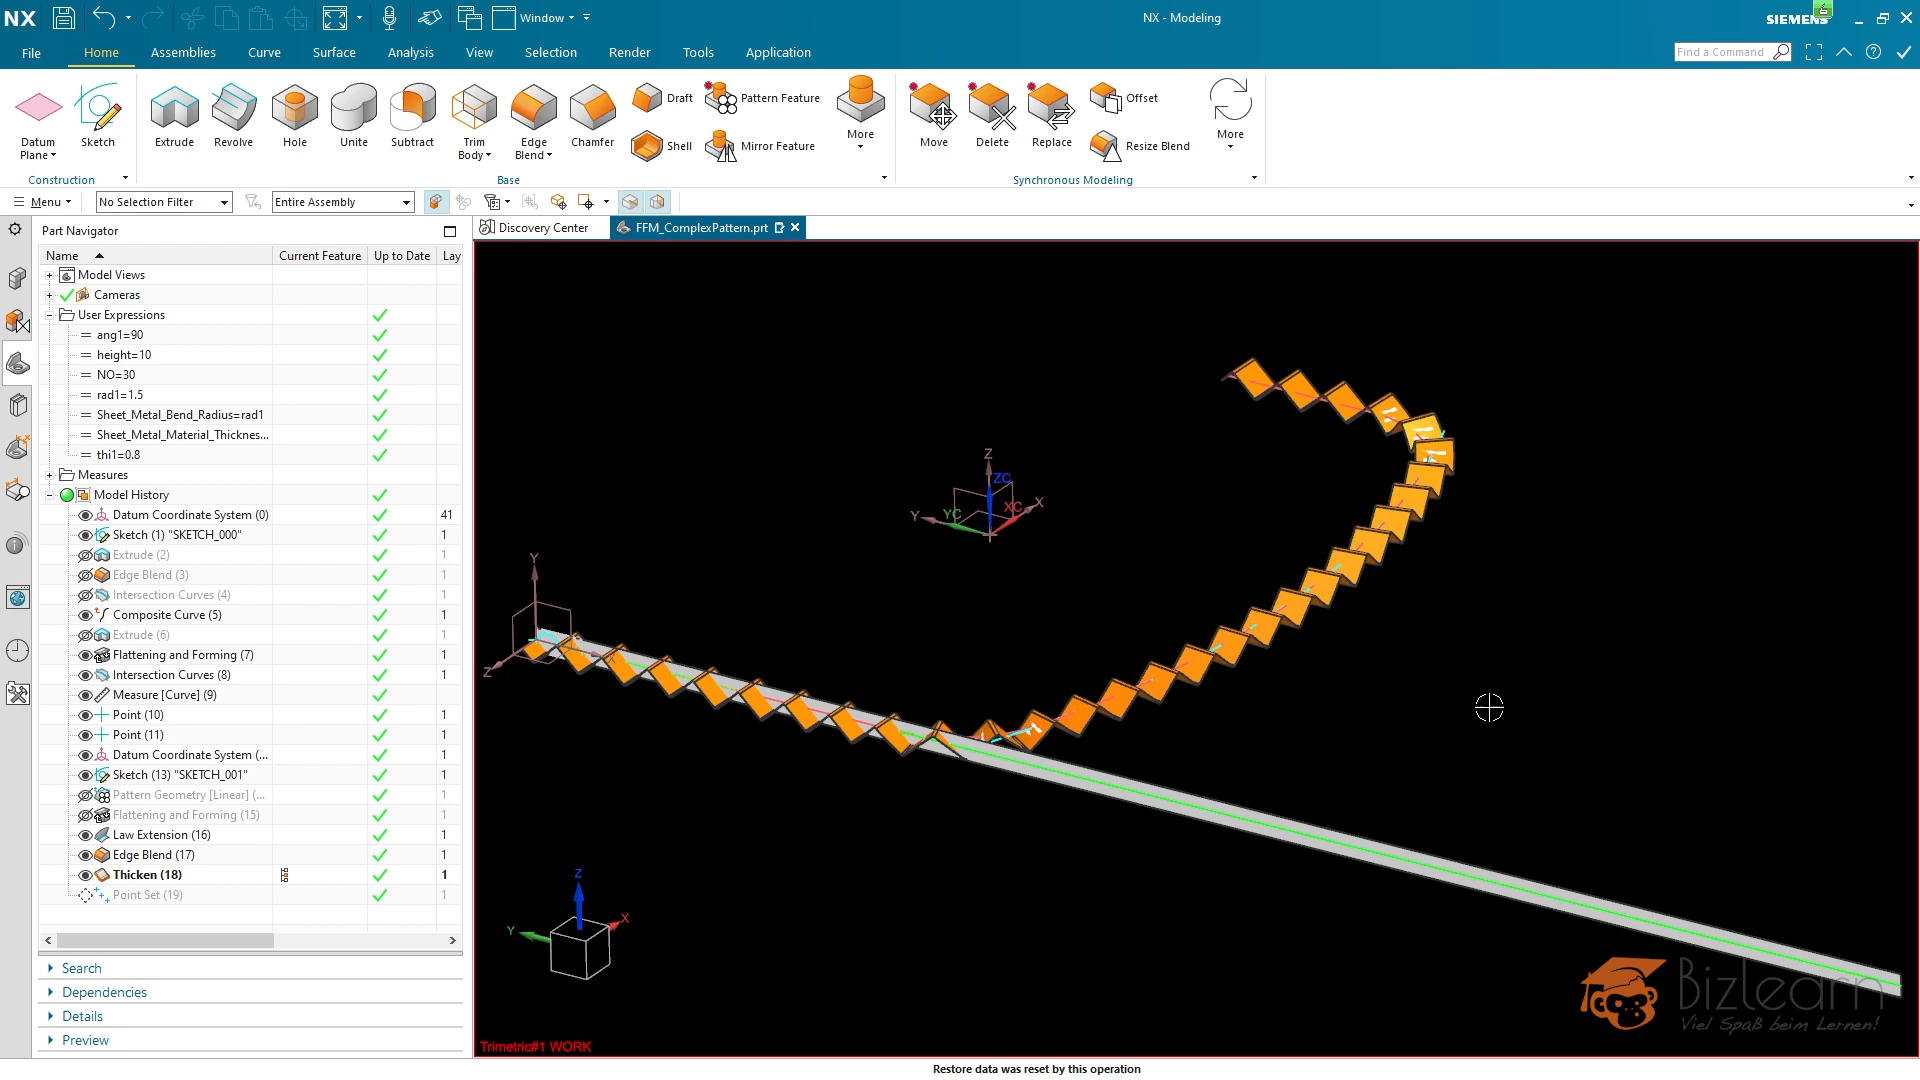 NX
Window
NX - Modeling
SIEMENS
File
Home
Assemblies
Curve
Surface
Analysis
View
Selection
Render
Tools
Application
Find a Command
Datum Plane
Sketch
Extrude
Revolve
Hole
Unite
Subtract
Trim Body
Edge Blend
Chamfer
Draft
Shell
Pattern Feature
Mirror Feature
More
Move
Delete
Replace
Offset
Resize Blend
More
Construction
Base
Synchronous Modeling
Menu
No Selection Filter
Entire Assembly
Part Navigator
Discovery Center
FFM_ComplexPattern.prt
Name Current Feature Up to Date Lay
Model Views
Cameras
User Expressions
ang1=90
height=10
NO=30
rad1=1.5
Sheet_Metal_Bend_Radius=rad1
Sheet_Metal_Material_Thicknes...
thi1=0.8
Measures
Model History
Datum Coordinate System (0) 41
Sketch (1) "SKETCH_000" 1
Extrude (2) 1
Edge Blend (3) 1
Intersection Curves (4) 1
Composite Curve (5) 1
Extrude (6) 1
Flattening and Forming (7) 1
Intersection Curves (8) 1
Measure [Curve] (9)
Point (10) 1
Point (11) 1
Datum Coordinate System (... 1
Sketch (13) "SKETCH_001" 1
Pattern Geometry [Linear] (... 1
Flattening and Forming (15) 1
Law Extension (16) 1
Edge Blend (17) 1
Thicken (18) 1
Point Set (19) 1
Search
Dependencies
Details
Preview
Z
ZC
X
XC
Y
YC
Y
Z
X
Z
X
Y
Trimetric#1 WORK
Bizlearn
Viel Spaß beim Lernen!
Restore data was reset by this operation